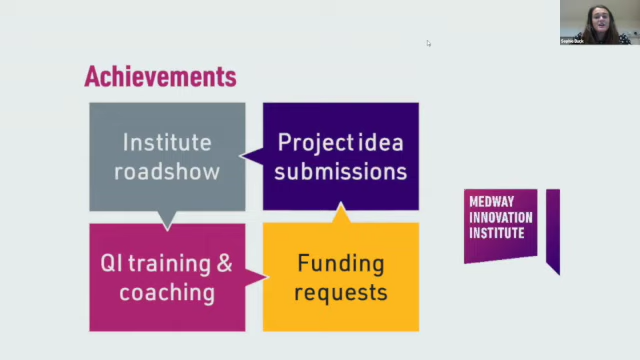 Achievements
Institute
roadshow
Project idea
submissions
QI training &
coaching
Funding
requests
MEDWAY
INNOVATION
INSTITUTE